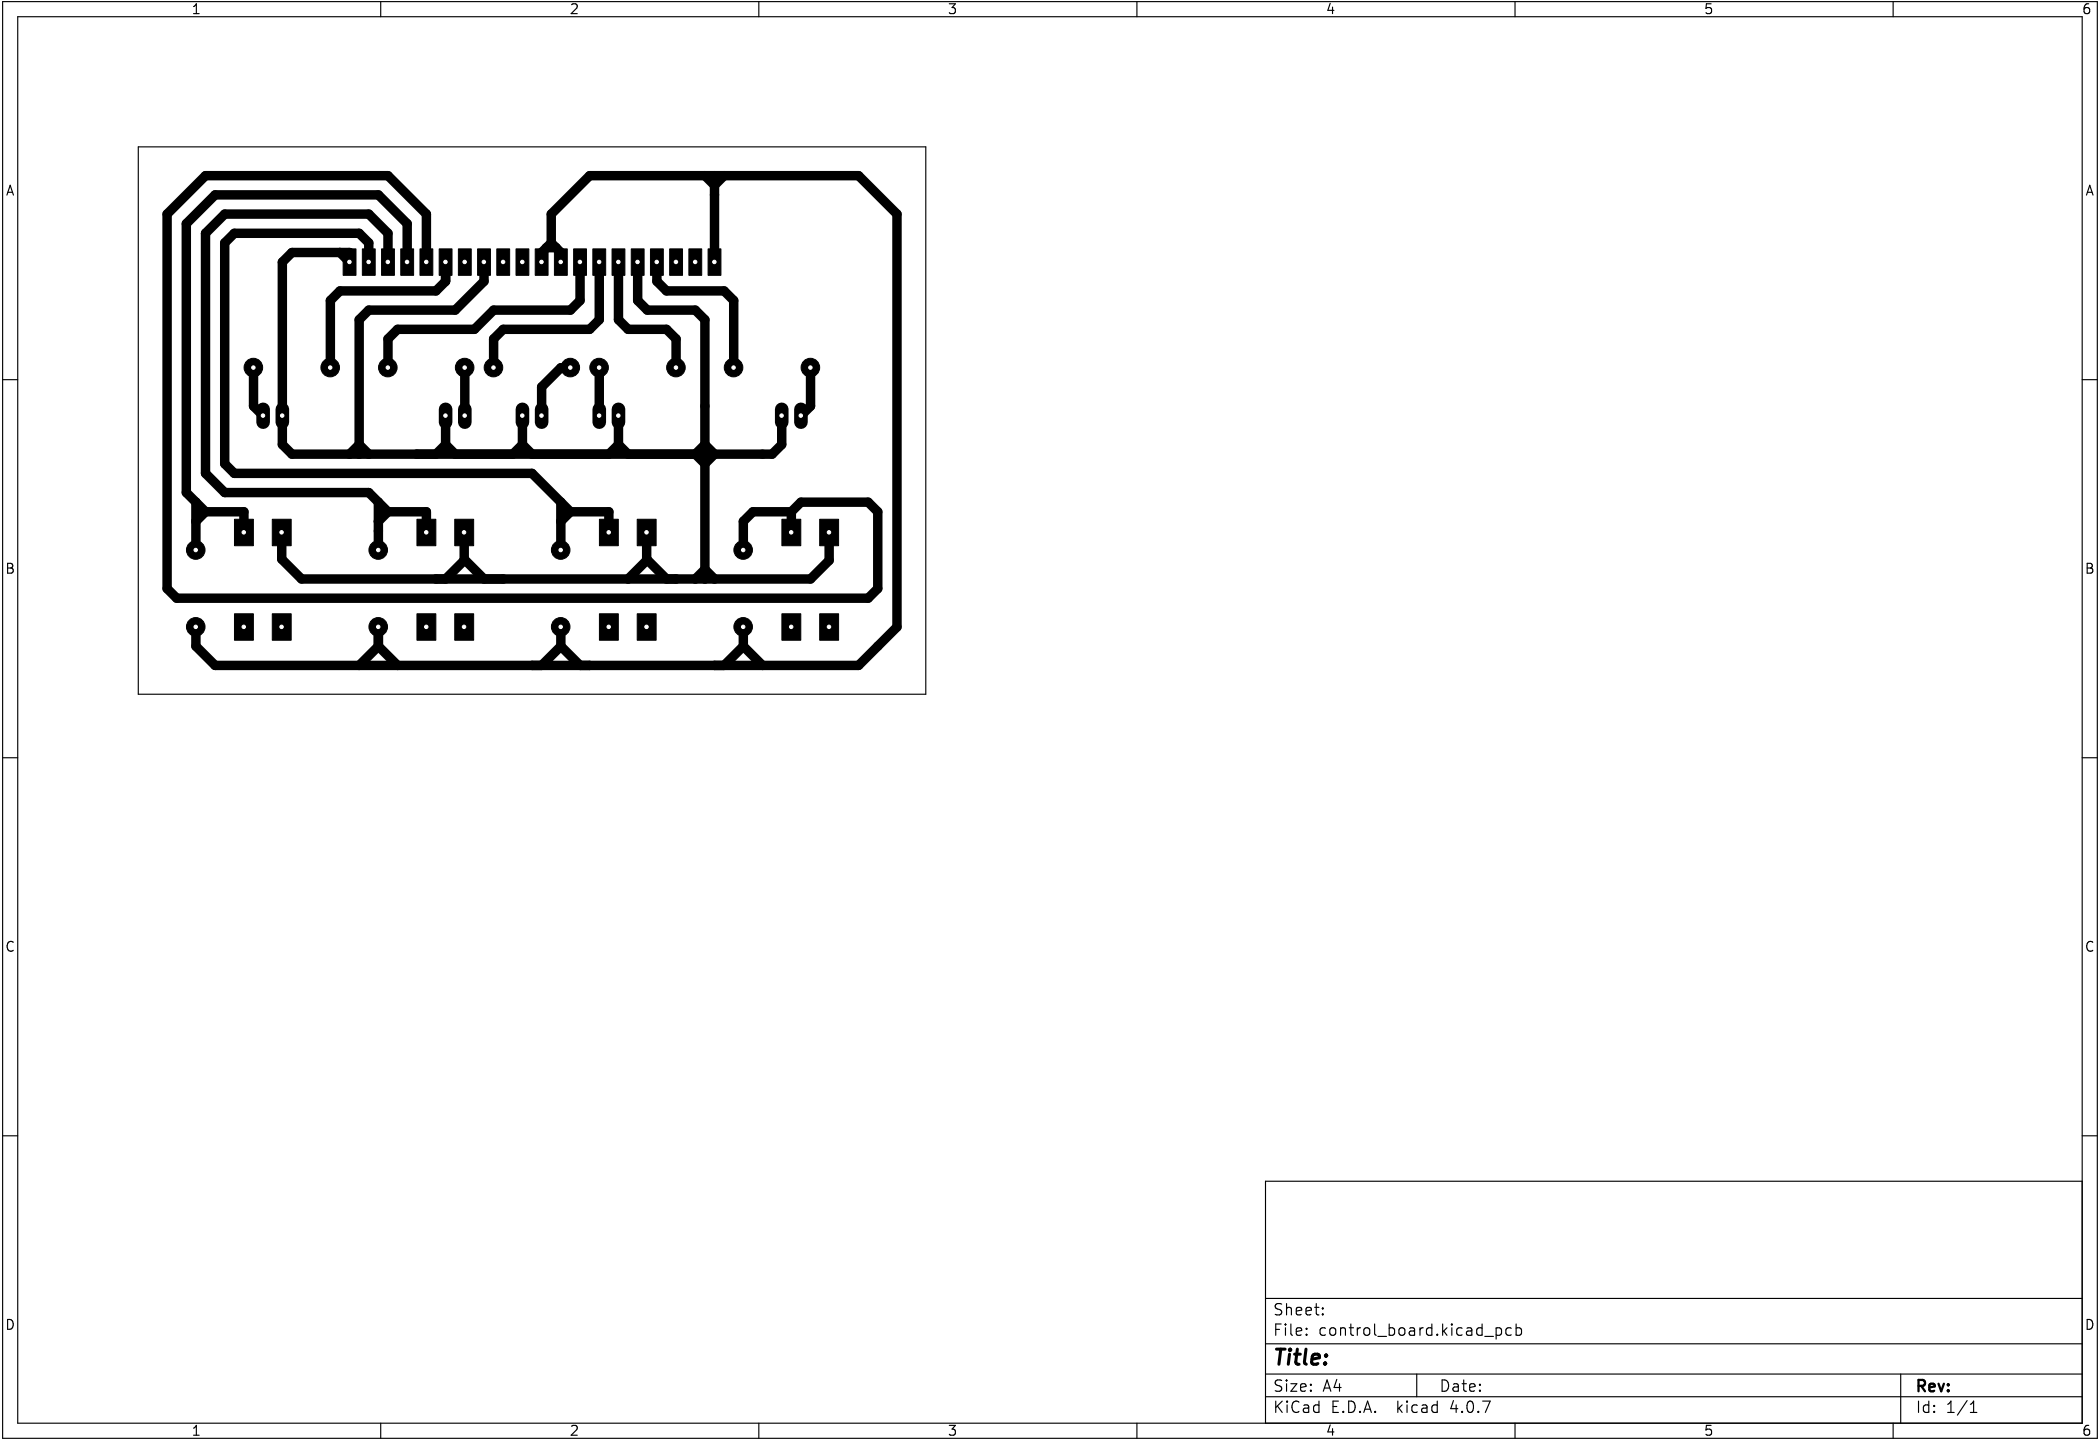 1 2 3 4 5 6
A A
B B
C C
Sheet:
File: control_board.kicad_pcb
D D
Title:
Size: A4 Date: Rev:
KiCad E.D.A. kicad 4.0.7 Id: 1/1
1 2 3 4 5 6